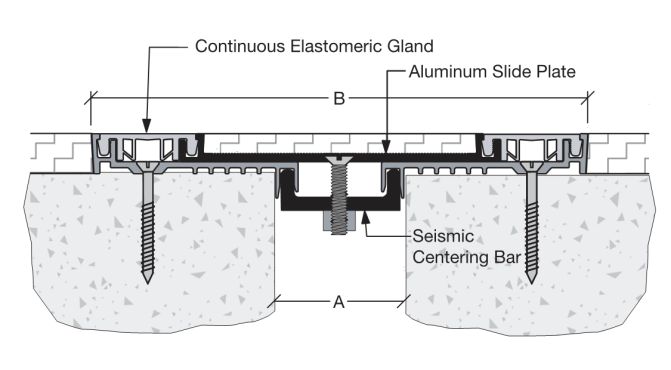 Continuous Elastomeric Gland
Aluminum Slide Plate
B
Seismic
Centering Bar
A